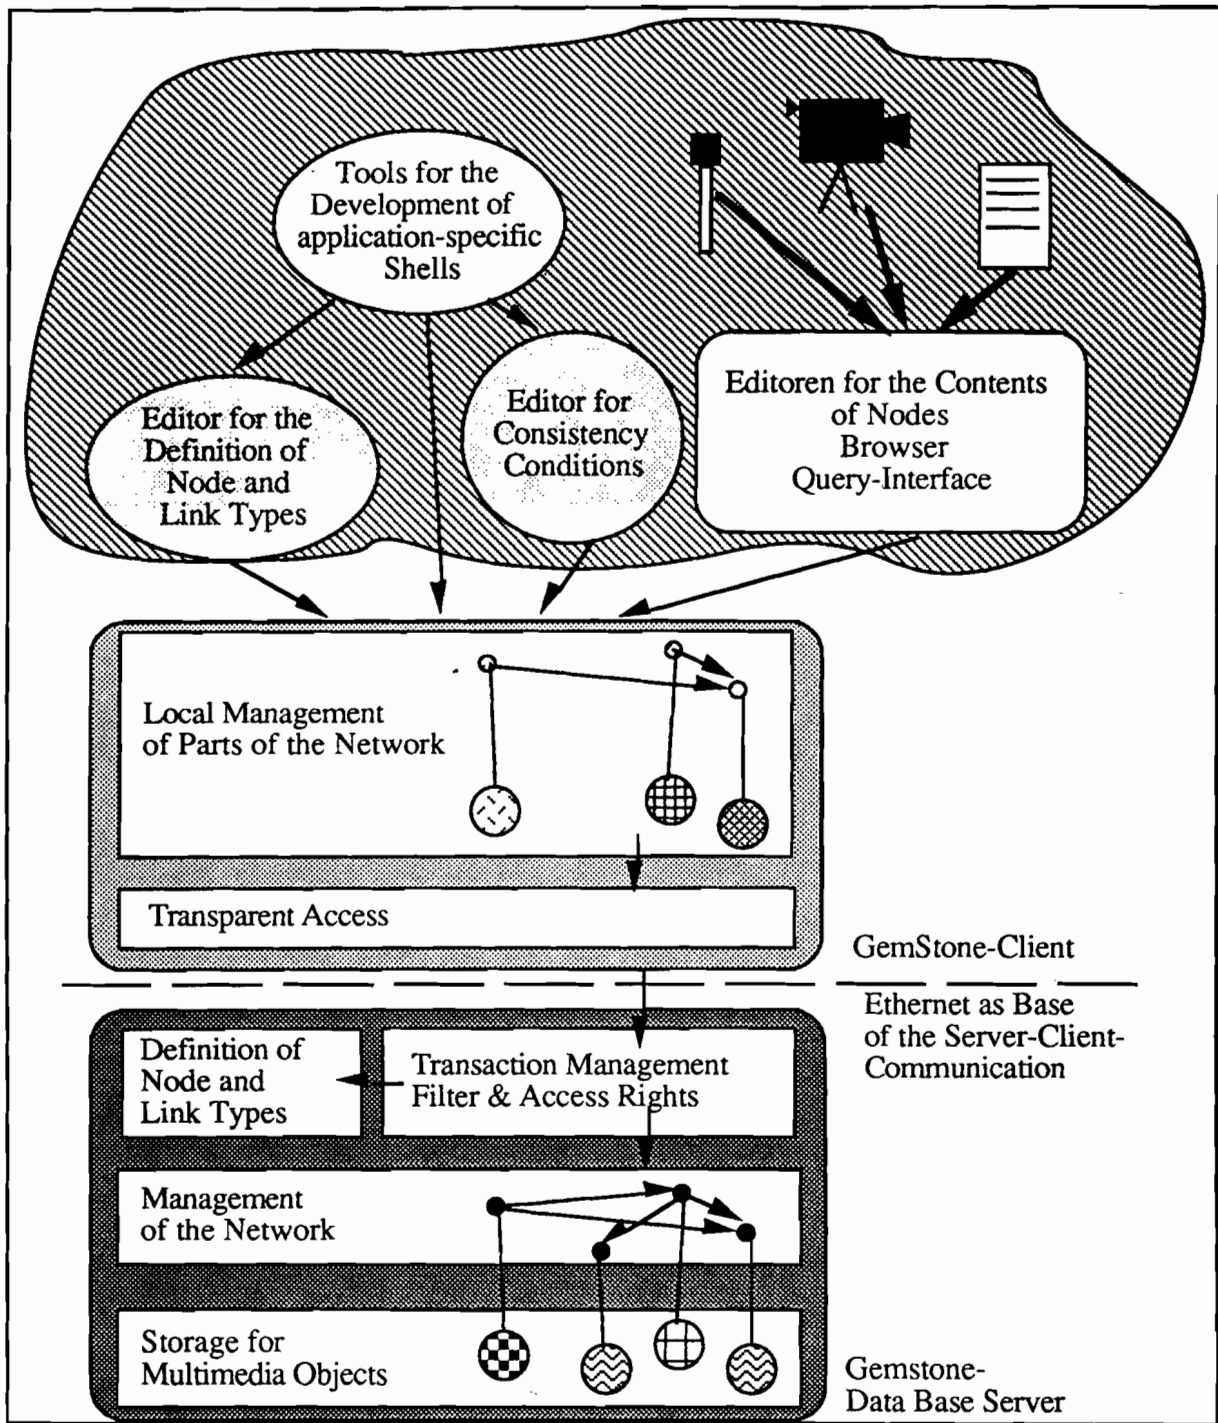 Tools for the
Development of
application-specific
Shells
Editor for the
Definition of
Node and
Link Types
Editor for
Consistency
Conditions
Editoren for the Contents
of Nodes
Browser
Query-Interface
Local Management
of Parts of the Network
Transparent Access
GemStone-Client
Ethernet as Base
of the Server-Client-
Communication
Definition of
Node and
Link Types
Transaction Management
Filter & Access Rights
Management
of the Network
Storage for
Multimedia Objects
Gemstone-
Data Base Server